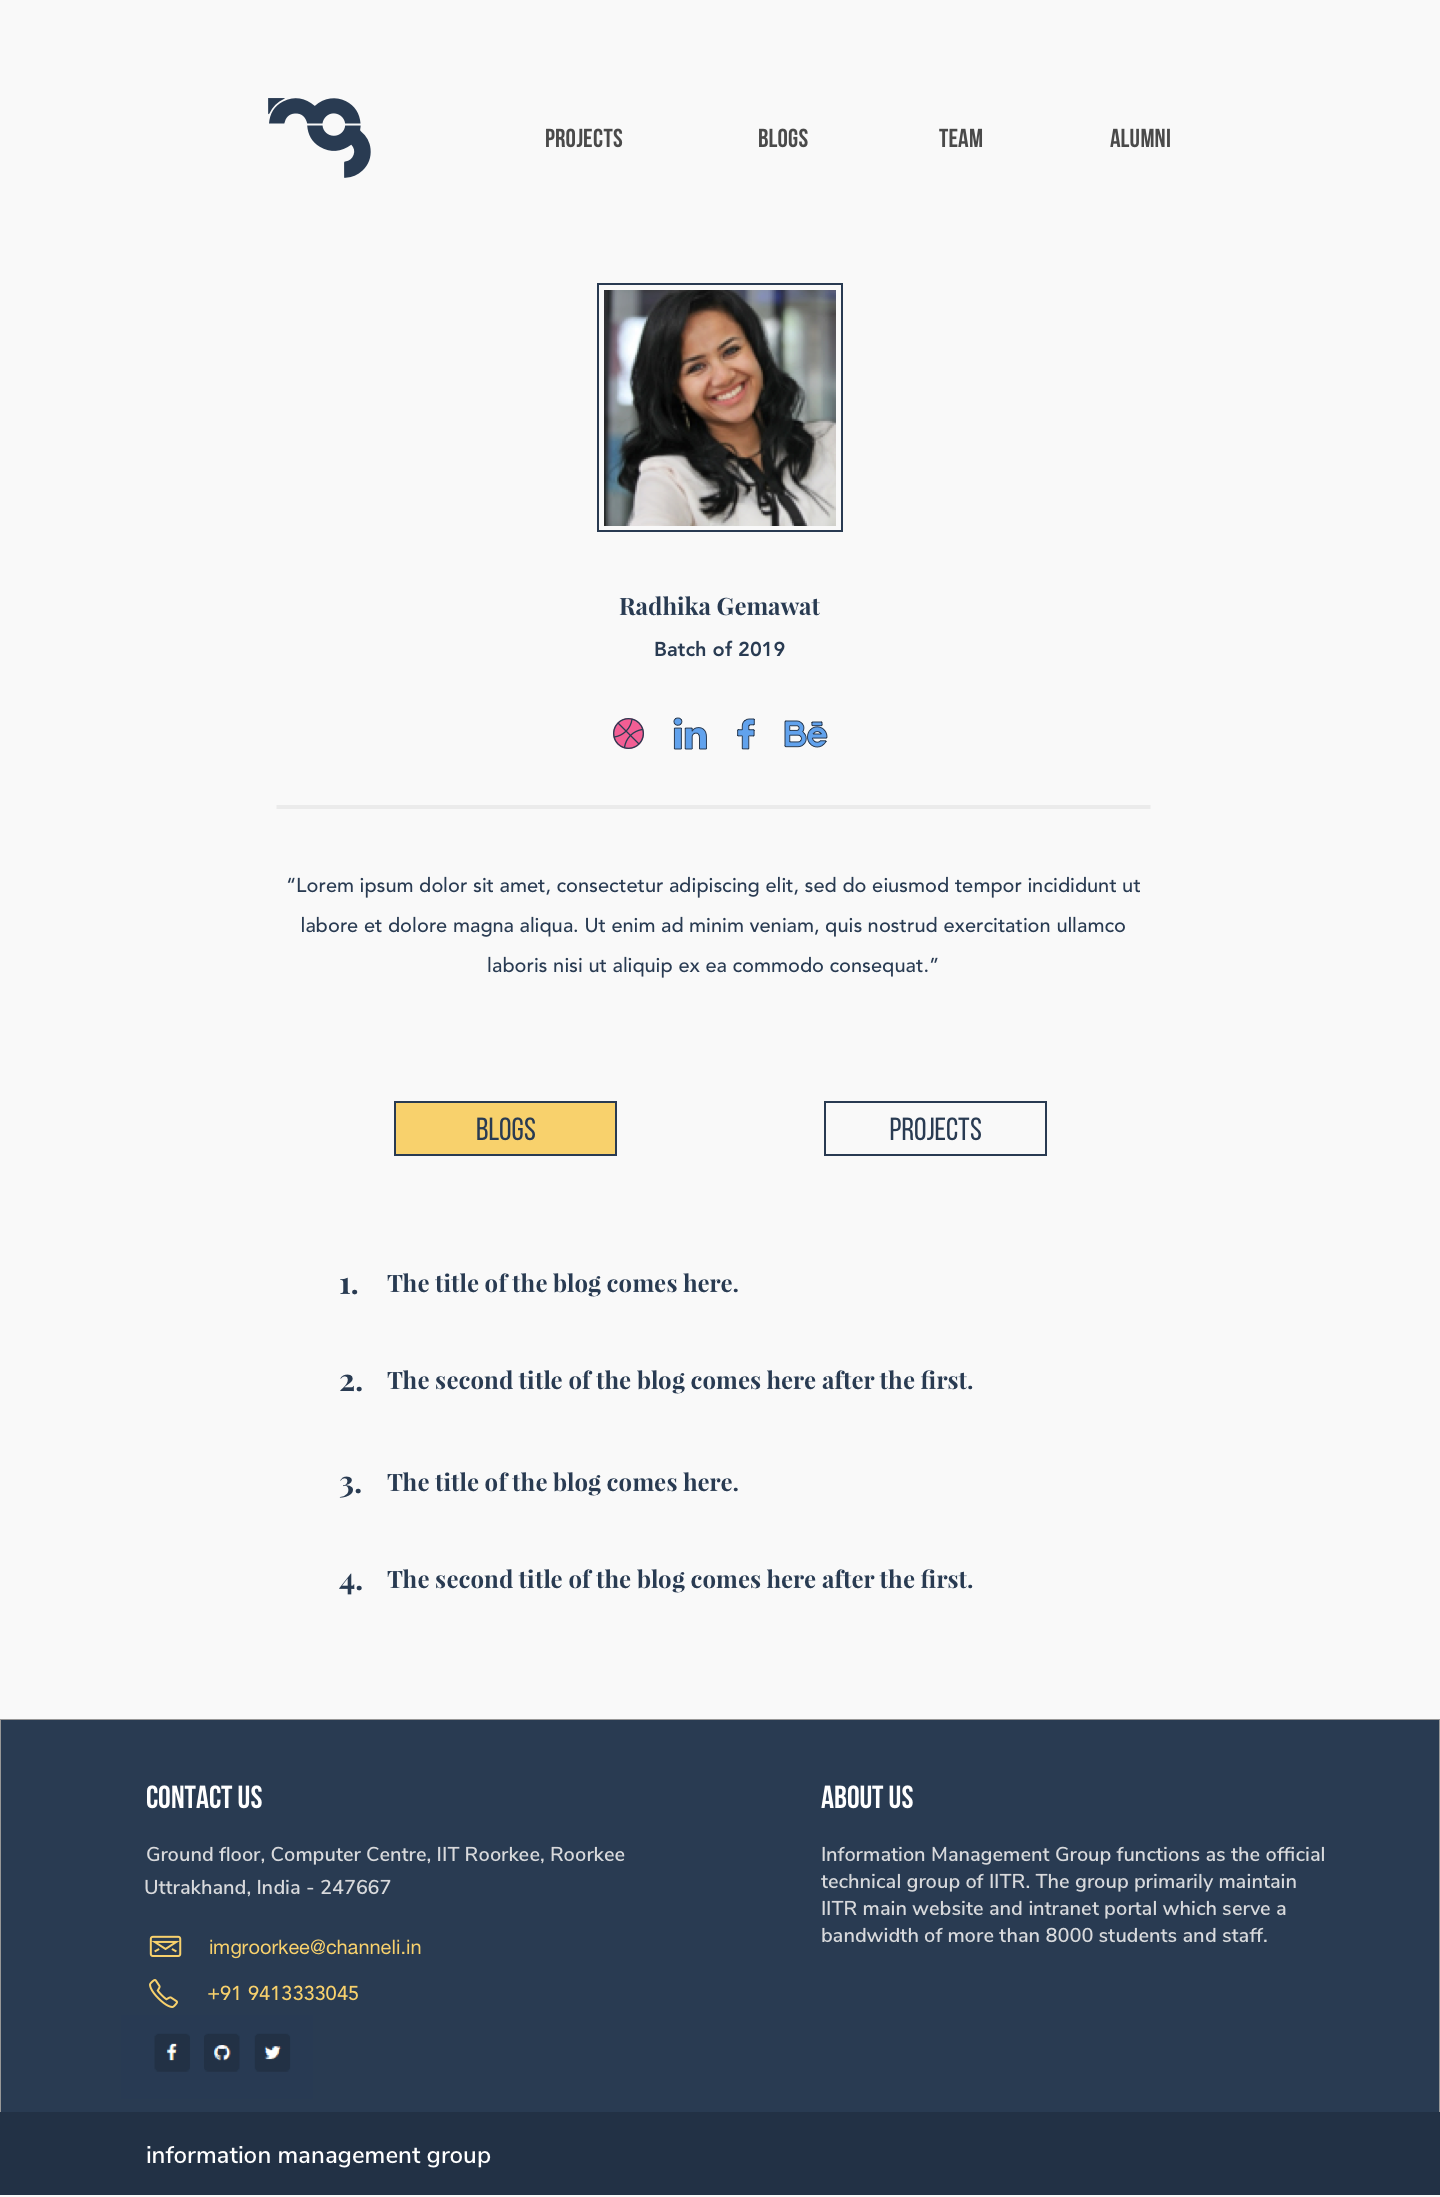 PROJECTS BLOGS TEAM ALUMNI
Radhika Gemawat
Batch of 2019
in f Bē
“Lorem ipsum dolor sit amet, consectetur adipiscing elit, sed do eiusmod tempor incididunt ut
labore et dolore magna aliqua. Ut enim ad minim veniam, quis nostrud exercitation ullamco
laboris nisi ut aliquip ex ea commodo consequat.”
BLOGS PROJECTS
1. The title of the blog comes here.
2. The second title of the blog comes here after the first.
3. The title of the blog comes here.
4. The second title of the blog comes here after the first.
CONTACT US
Ground floor, Computer Centre, IIT Roorkee, Roorkee
Uttrakhand, India - 247667
imgroorkee@channeli.in
+91 9413333045
ABOUT US
Information Management Group functions as the official
technical group of IITR. The group primarily maintain
IITR main website and intranet portal which serve a
bandwidth of more than 8000 students and staff.
information management group